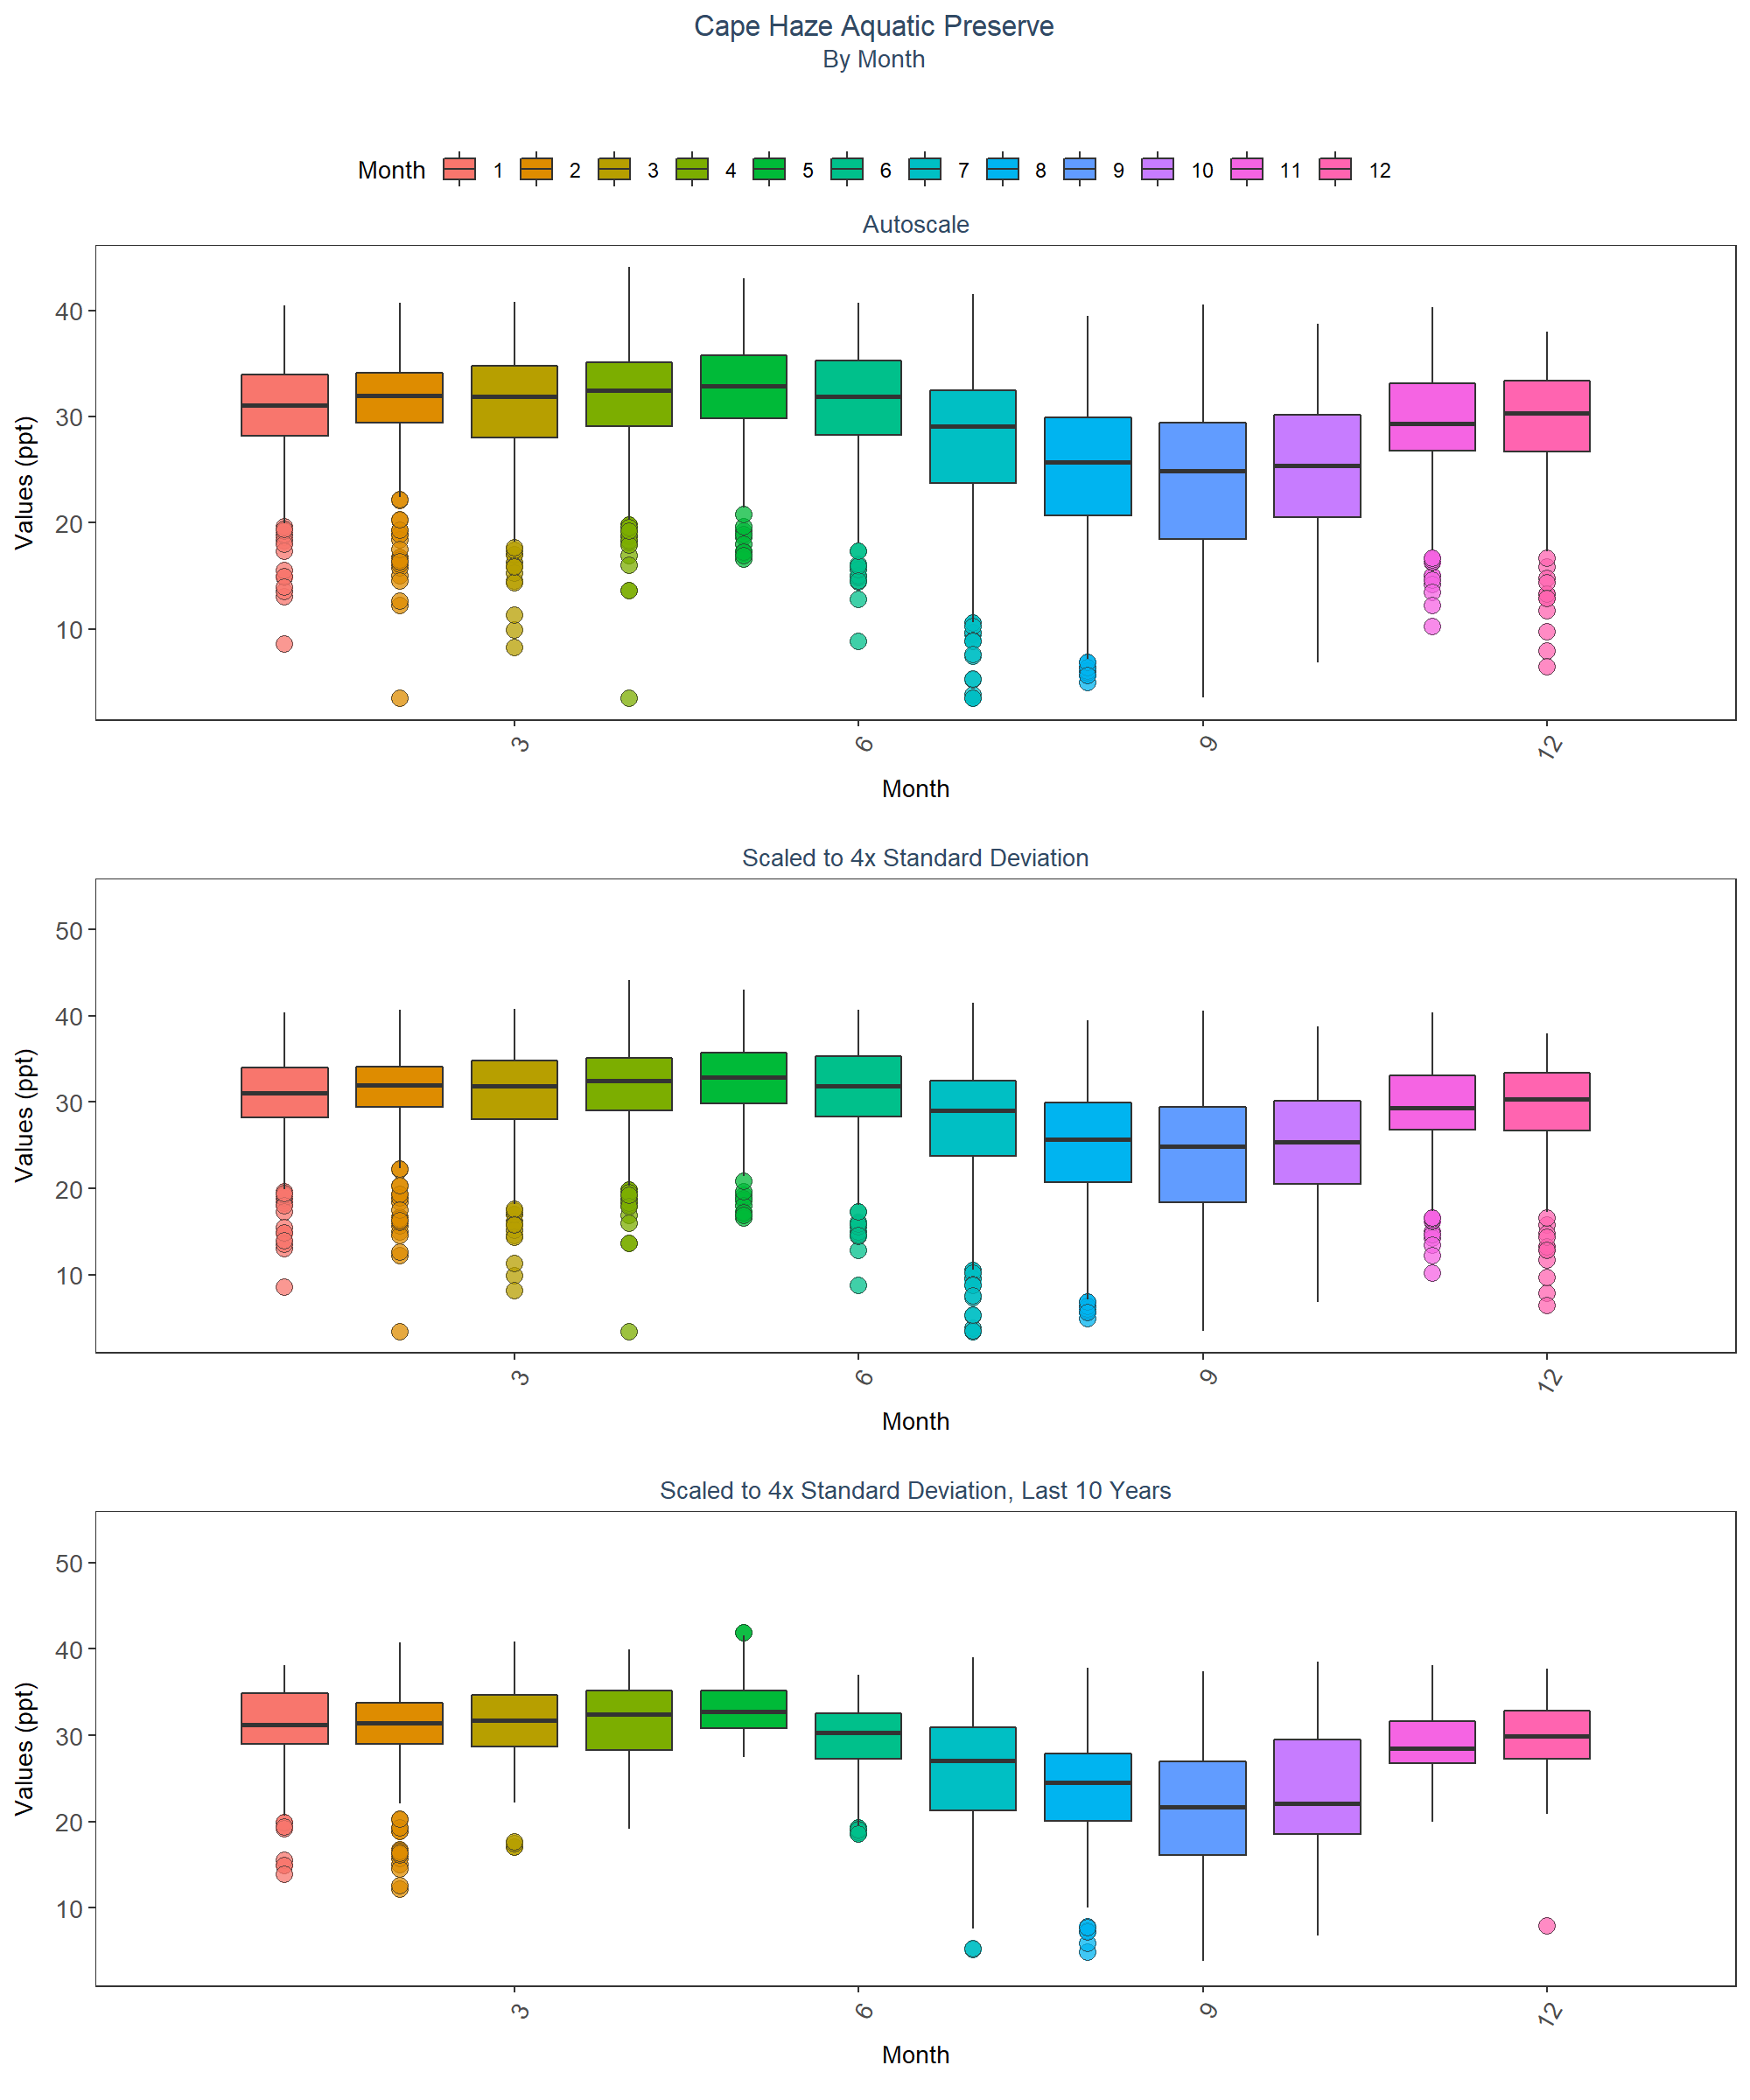 Cape Haze Aquatic Preserve
By Month
Month 1 2 3 4 5 6 7 8 9 10 11 12
Autoscale
Values (ppt)
40
30
20
10
3 6 9 12
Month
Scaled to 4x Standard Deviation
Values (ppt)
50
40
30
20
10
3 6 9 12
Month
Scaled to 4x Standard Deviation, Last 10 Years
Values (ppt)
50
40
30
20
10
3 6 9 12
Month